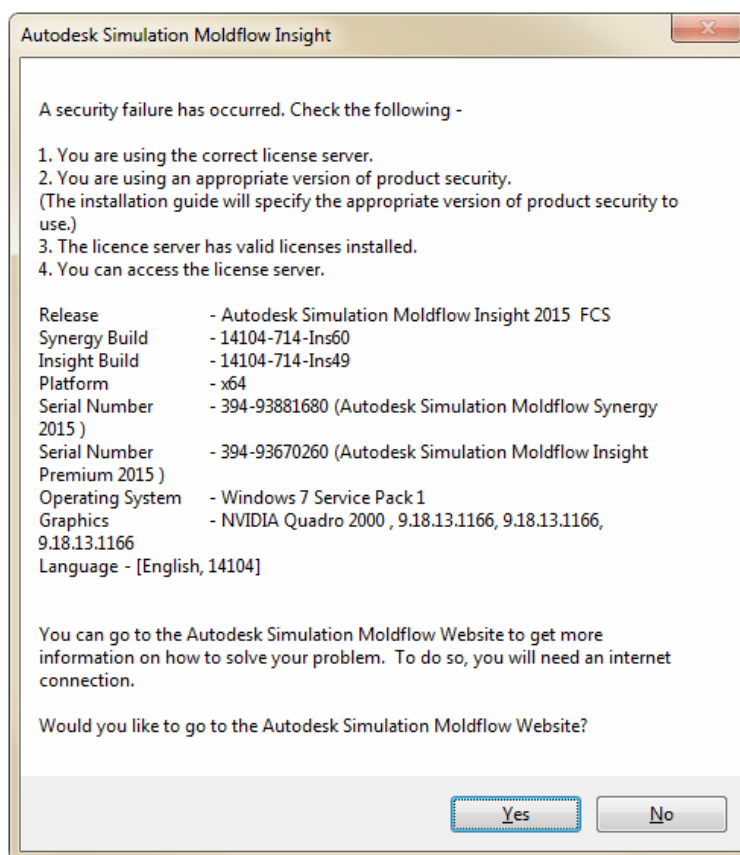 Autodesk Simulation Moldflow Insight
A security failure has occurred. Check the following -
1. You are using the correct license server.
2. You are using an appropriate version of product security.
(The installation guide will specify the appropriate version of product security to
use.)
3. The licence server has valid licenses installed.
4. You can access the license server.
Release - Autodesk Simulation Moldflow Insight 2015 FCS
Synergy Build - 14104-714-Ins60
Insight Build - 14104-714-Ins49
Platform - x64
Serial Number - 394-93881680 (Autodesk Simulation Moldflow Synergy
2015 )
Serial Number - 394-93670260 (Autodesk Simulation Moldflow Insight
Premium 2015 )
Operating System - Windows 7 Service Pack 1
Graphics - NVIDIA Quadro 2000 , 9.18.13.1166, 9.18.13.1166,
9.18.13.1166
Language - [English, 14104]
You can go to the Autodesk Simulation Moldflow Website to get more
information on how to solve your problem. To do so, you will need an internet
connection.
Would you like to go to the Autodesk Simulation Moldflow Website?
Yes No